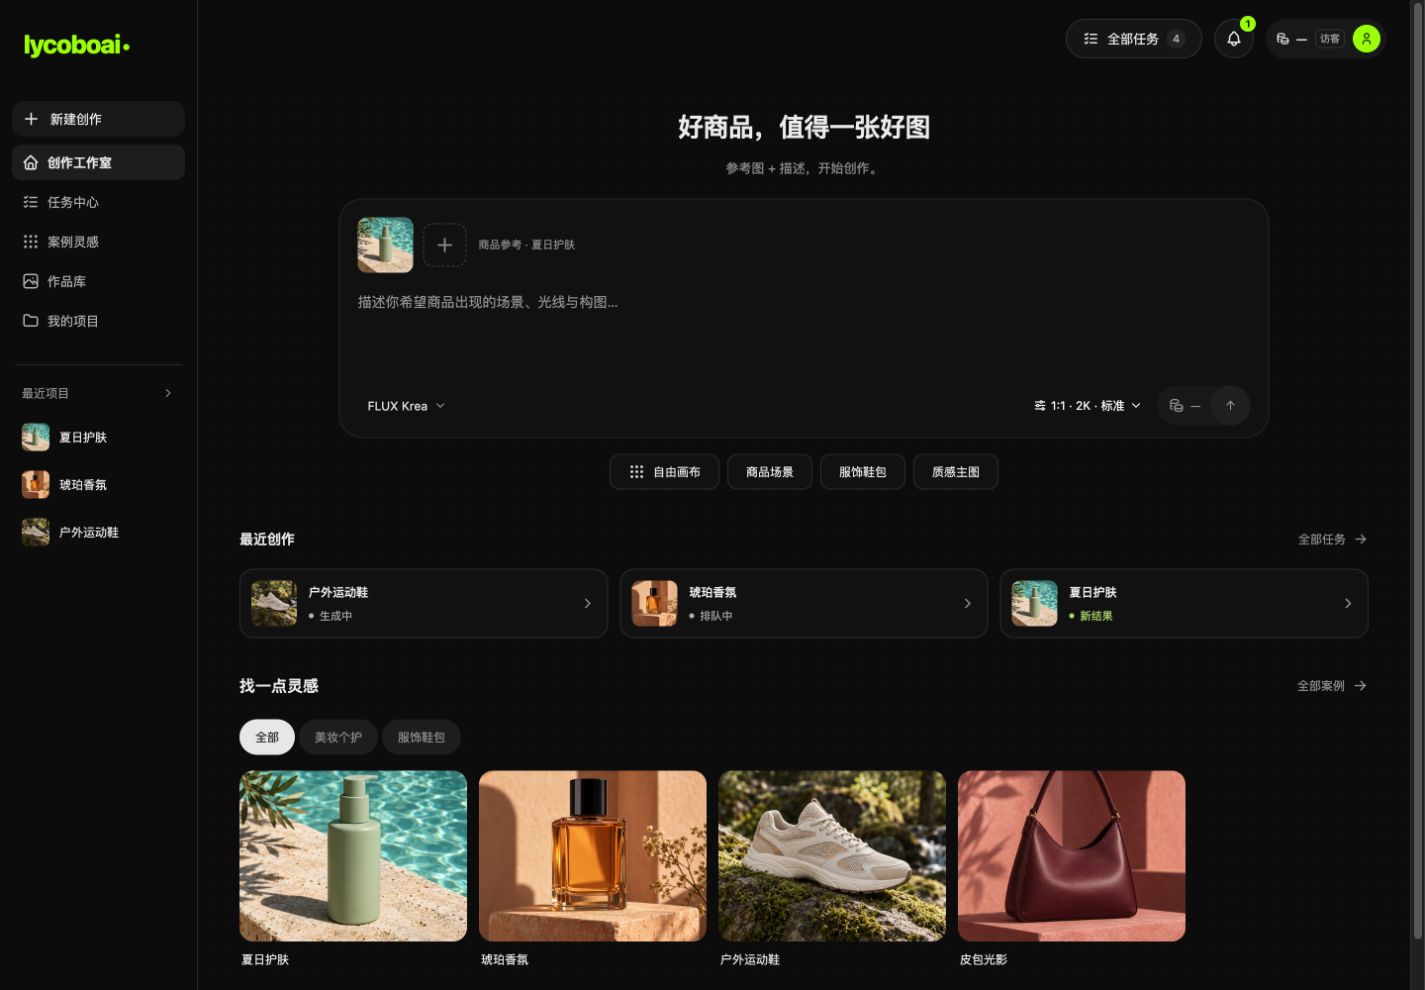 lycoboai
全部任务 4
1
— 访客
新建创作
创作工作室
任务中心
案例灵感
作品库
我的项目
最近项目
夏日护肤
琥珀香氛
户外运动鞋
好商品，值得一张好图
参考图 + 描述，开始创作。
商品参考 · 夏日护肤
描述你希望商品出现的场景、光线与构图...
FLUX Krea
1:1 · 2K · 标准
—
自由画布
商品场景
服饰鞋包
质感主图
最近创作
全部任务
户外运动鞋
生成中
琥珀香氛
排队中
夏日护肤
新结果
找一点灵感
全部案例
全部
美妆个护
服饰鞋包
夏日护肤
琥珀香氛
户外运动鞋
皮包光影